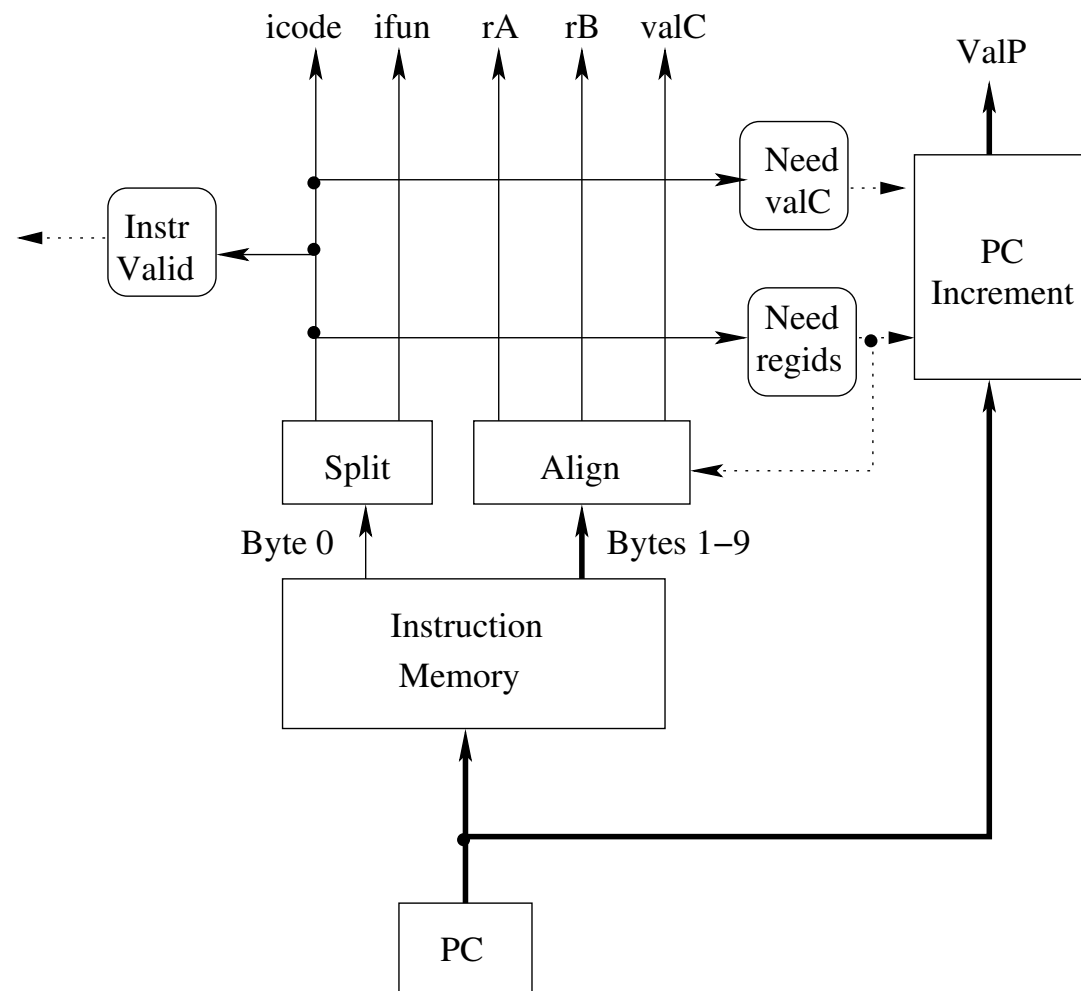 icode ifun rA rB valC
ValP
Need
valC
Instr
Valid
PC
Increment
Need
regids
Split
Align
Byte 0
Bytes 1–9
Instruction
Memory
PC